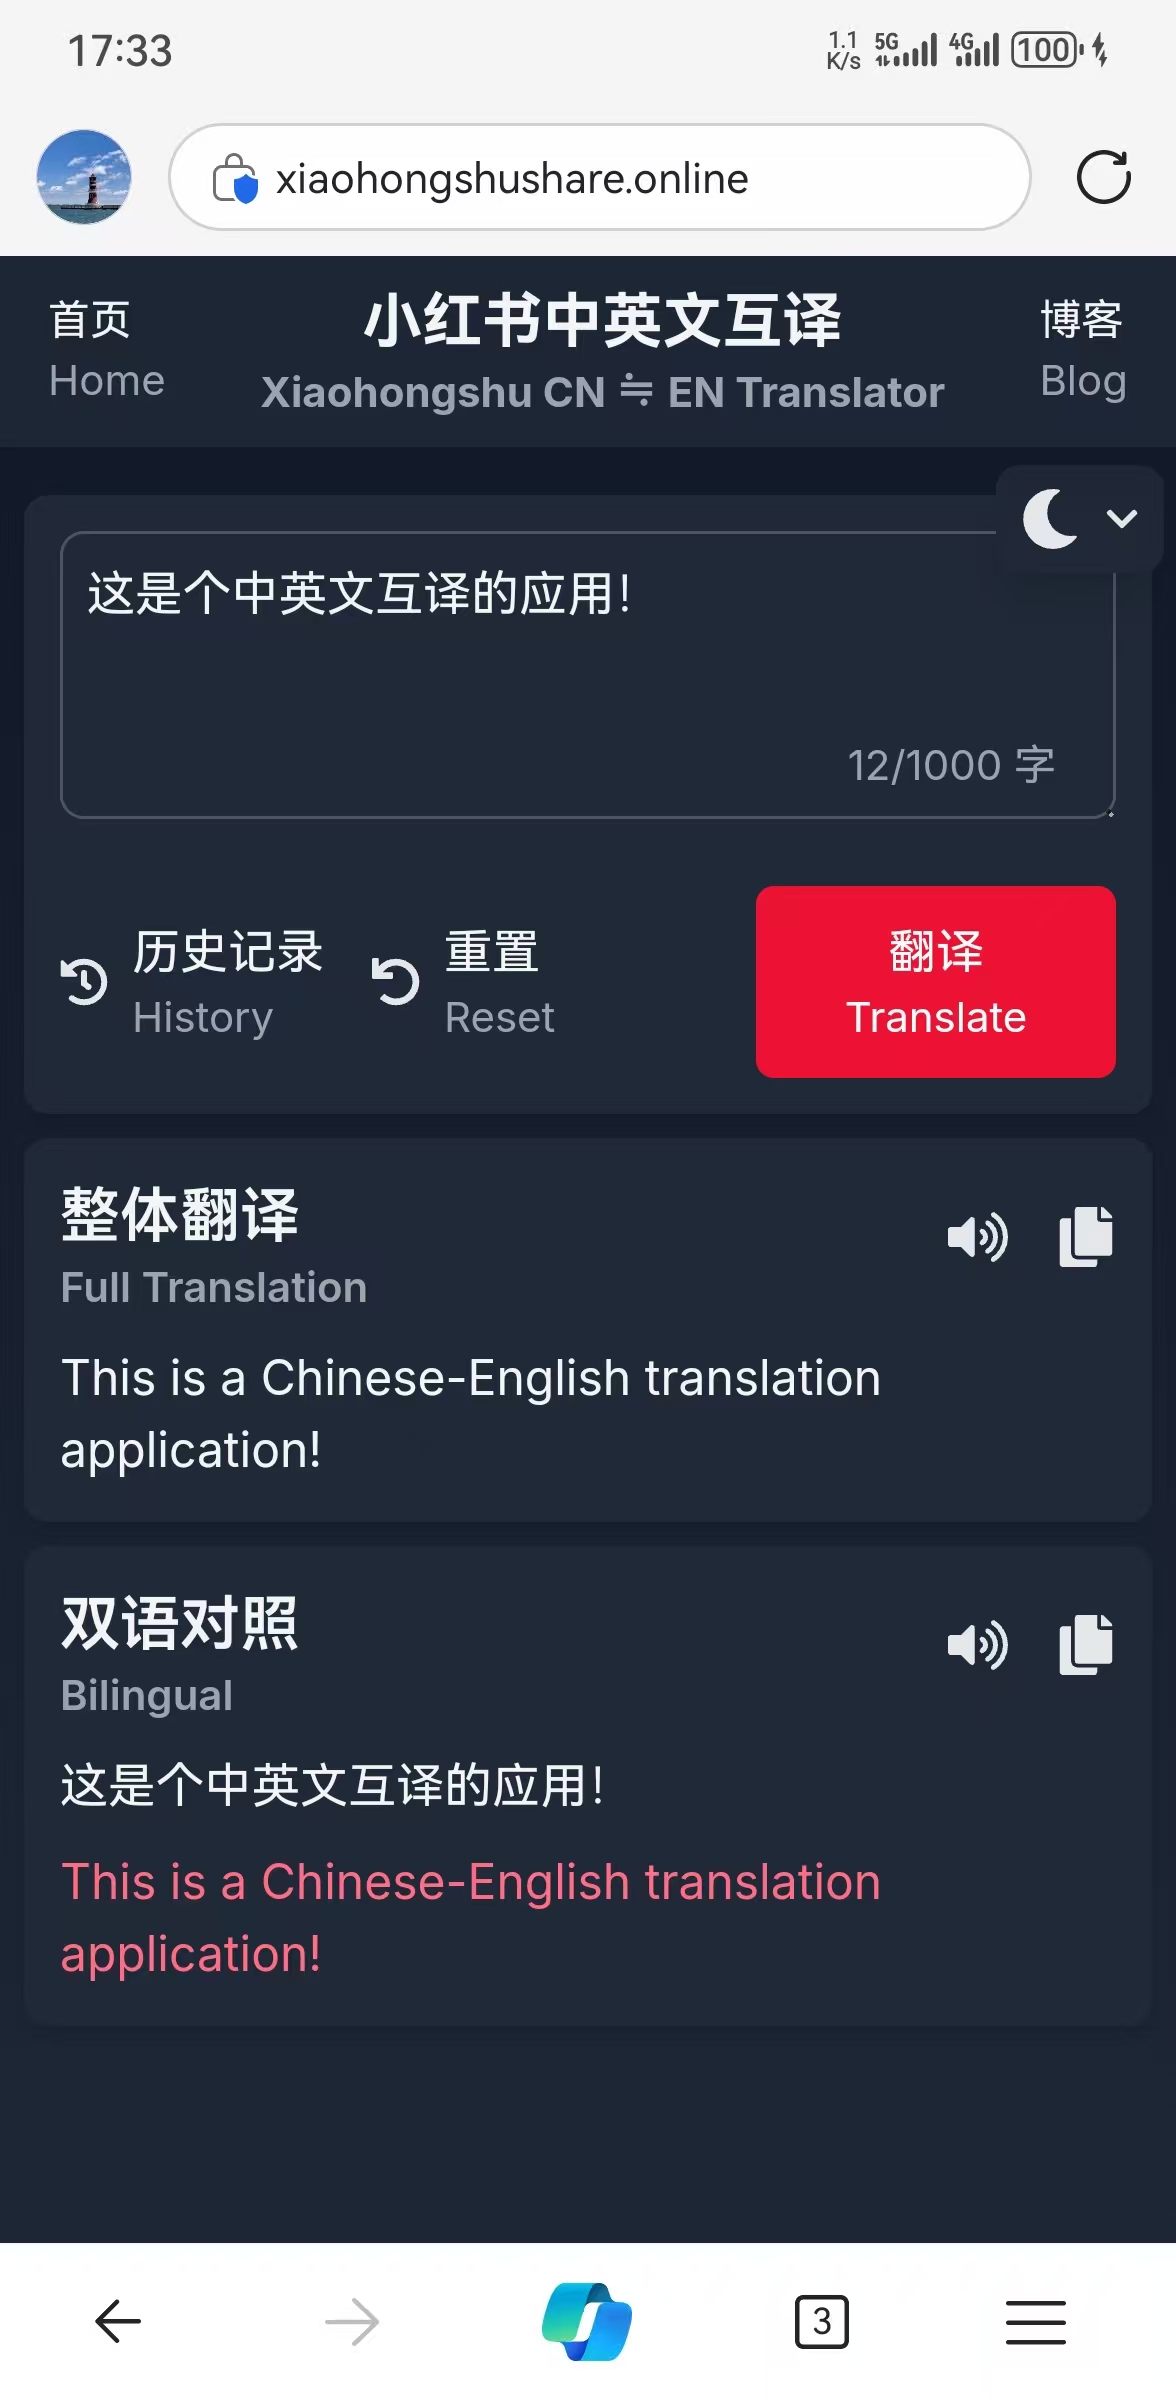 17:33
1.1 K/s 5G 4G 100
xiaohongshushare.online
首页
Home
小红书中英文互译
Xiaohongshu CN ≒ EN Translator
博客
Blog
这是个中英文互译的应用!
12/1000 字
历史记录
History
重置
Reset
翻译
Translate
整体翻译
Full Translation
This is a Chinese-English translation
application!
双语对照
Bilingual
这是个中英文互译的应用!
This is a Chinese-English translation
application!
3